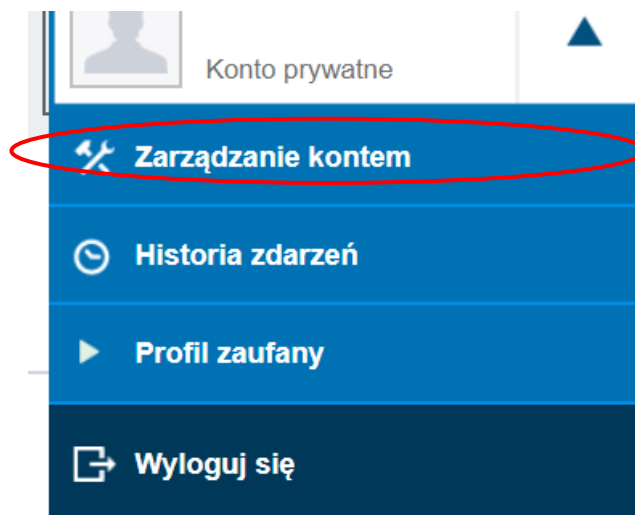 Konto prywatne
Zarządzanie kontem
Historia zdarzeń
Profil zaufany
Wyloguj się